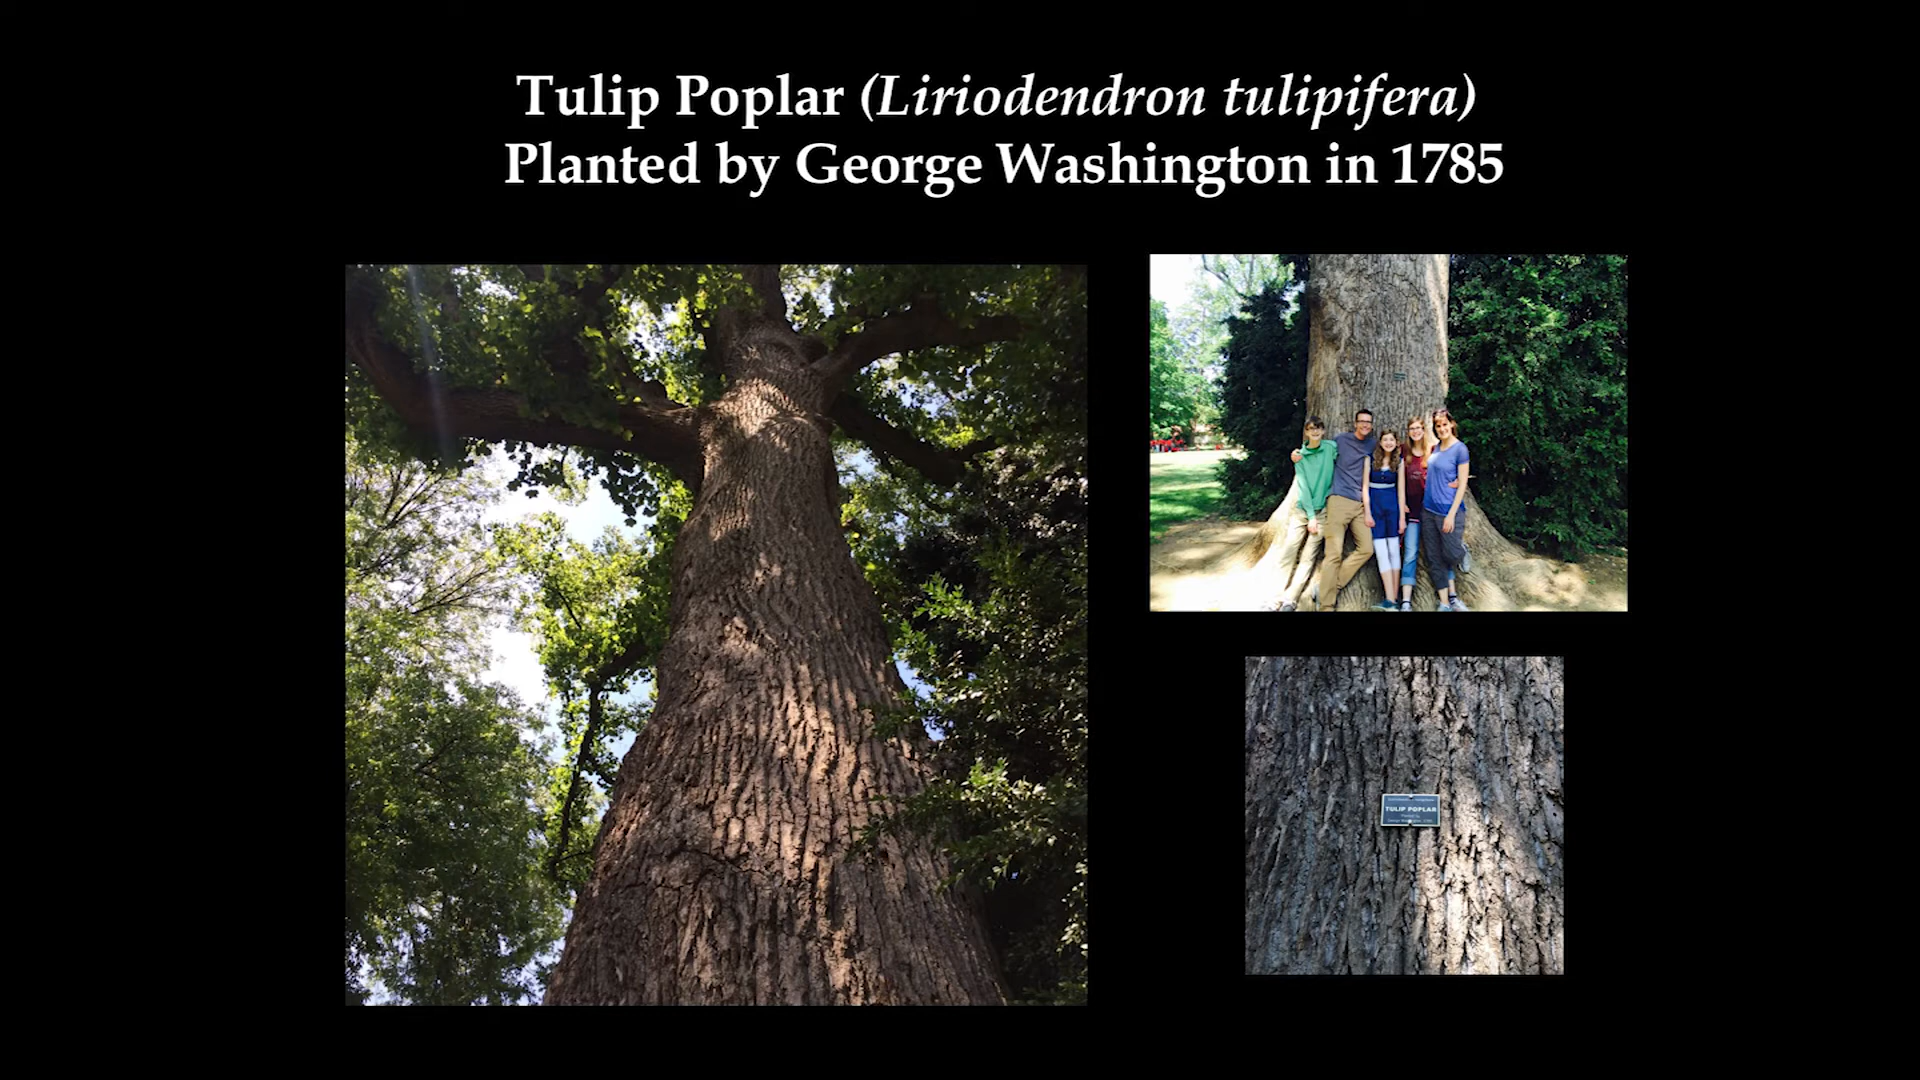 Tulip Poplar (Liriodendron tulipifera)
Planted by George Washington in 1785
TULIP POPLAR